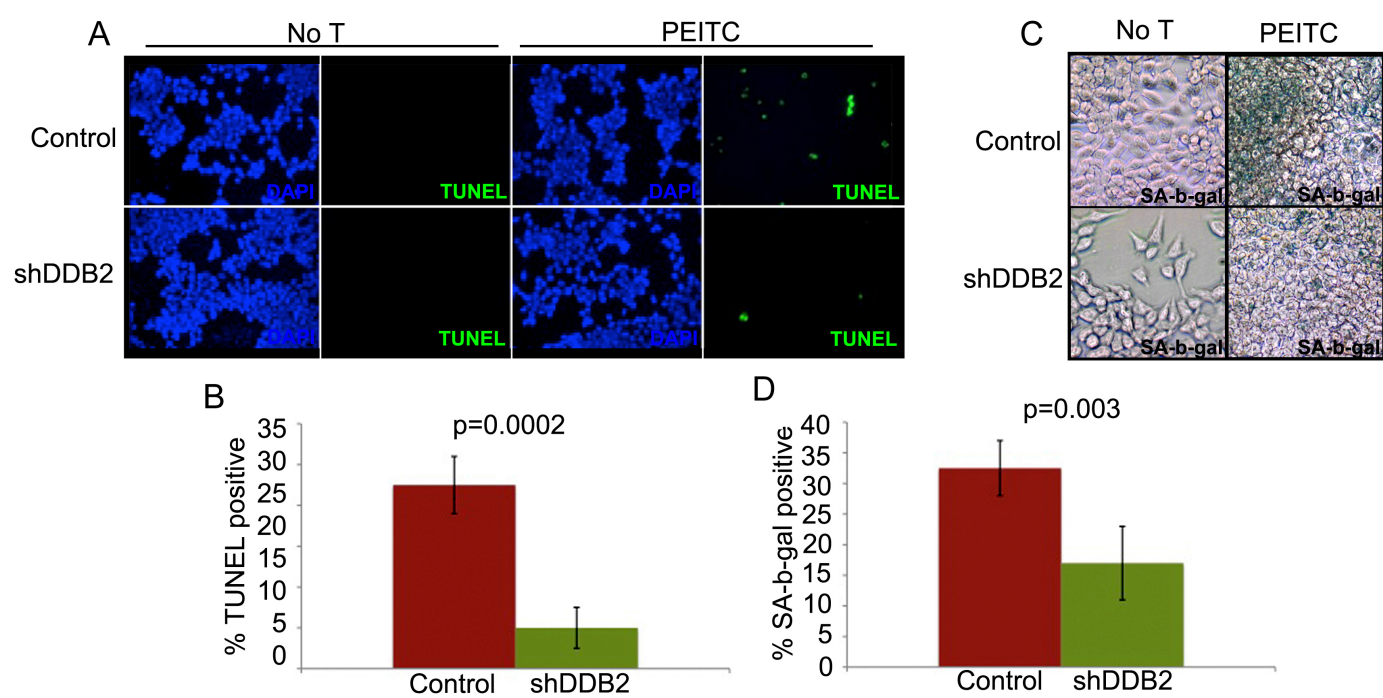 A
No T
PEITC
Control
DAPI
TUNEL
DAPI
TUNEL
shDDB2
DAPI
TUNEL
DAPI
TUNEL
C
No T
PEITC
Control
SA-b-gal
SA-b-gal
shDDB2
SA-b-gal
SA-b-gal
B
p=0.0002
% TUNEL positive
35
30
25
20
15
10
5
0
Control
shDDB2
D
p=0.003
% SA-b-gal positive
40
35
30
25
20
15
10
5
0
Control
shDDB2